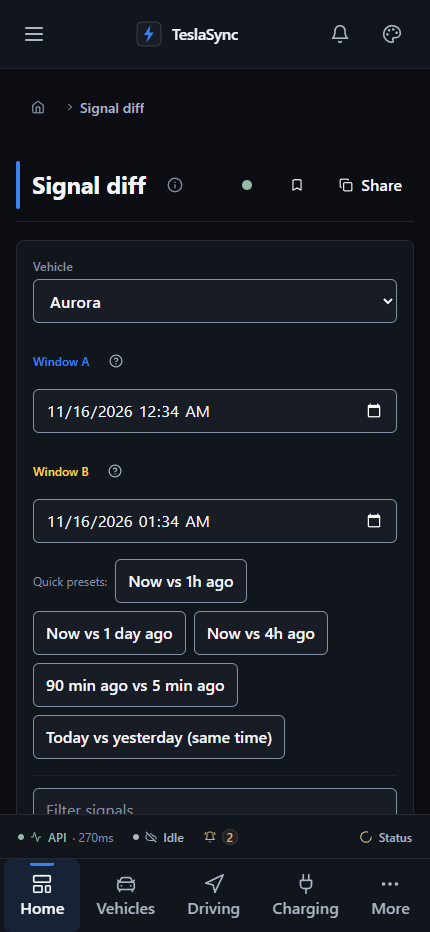 TeslaSync
Signal diff
Signal diff
Share
Vehicle
Aurora
Window A
11/16/2026 12:34 AM
Window B
11/16/2026 01:34 AM
Quick presets:
Now vs 1h ago
Now vs 1 day ago
Now vs 4h ago
90 min ago vs 5 min ago
Today vs yesterday (same time)
Filter signals
API · 270ms
Idle
2
Status
Home
Vehicles
Driving
Charging
More